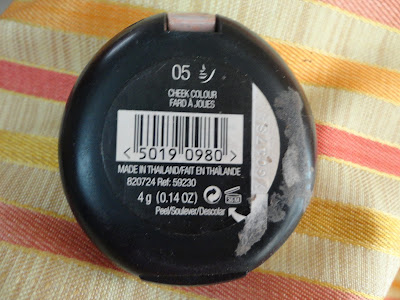 05
CHEEK COLOUR
FARD À JOUES
<5019 0980>
MADE IN THAILAND/FAIT EN THAÏLANDE
820724 Ref: 59230
4 g (0.14 OZ)
Peel/Soulever/Descolar